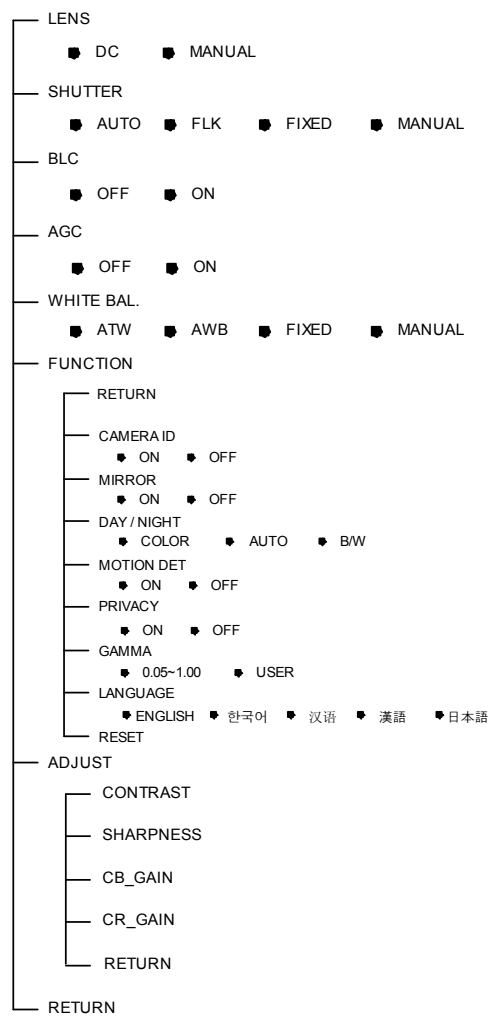 LENS
DC MANUAL
SHUTTER
AUTO FLK FIXED MANUAL
BLC
OFF ON
AGC
OFF ON
WHITE BAL.
ATW AWB FIXED MANUAL
FUNCTION
RETURN
CAMERA ID
ON OFF
MIRROR
ON OFF
DAY / NIGHT
COLOR AUTO B/W
MOTION DET
ON OFF
PRIVACY
ON OFF
GAMMA
0.05~1.00 USER
LANGUAGE
ENGLISH 한국어 汉语 漢語 日本語
RESET
ADJUST
CONTRAST
SHARPNESS
CB_GAIN
CR_GAIN
RETURN
RETURN